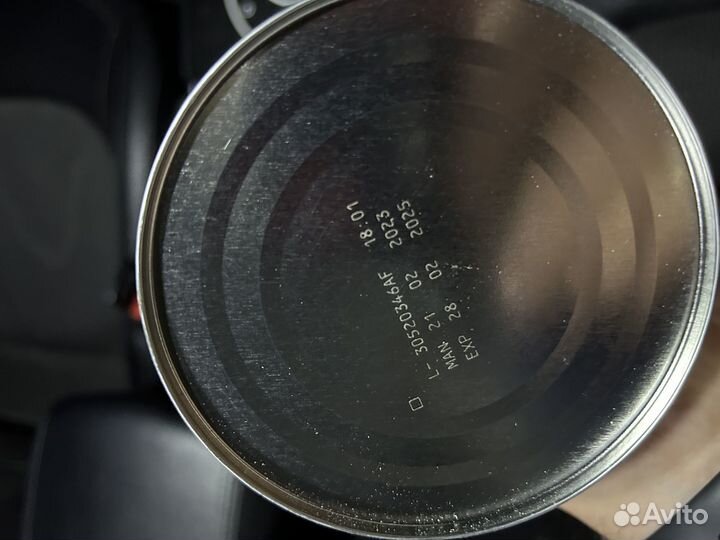 □ L-30520346AF 18:01
MAN 21 02 2023
EXP 28 02 2025
Avito